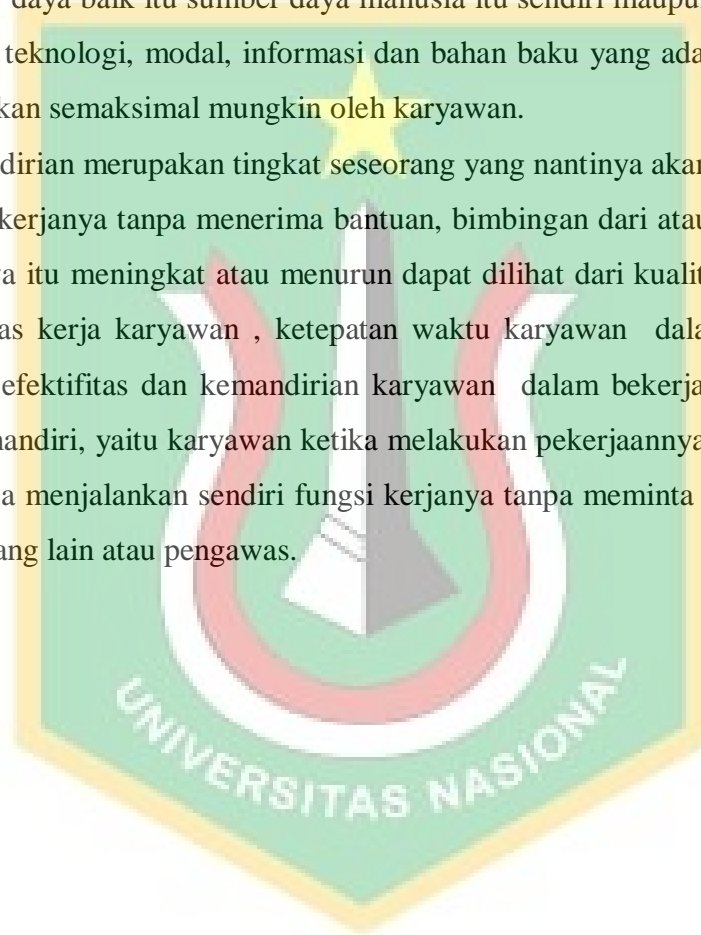 daya baik itu sumber daya manusia itu sendiri maupun
teknologi, modal, informasi dan bahan baku yang ada
kan semaksimal mungkin oleh karyawan.
dirian merupakan tingkat seseorang yang nantinya akan
kerjanya tanpa menerima bantuan, bimbingan dari atau
a itu meningkat atau menurun dapat dilihat dari kualit
as kerja karyawan , ketepatan waktu karyawan dala
efektifitas dan kemandirian karyawan dalam bekerja
nandiri, yaitu karyawan ketika melakukan pekerjaannya
a menjalankan sendiri fungsi kerjanya tanpa meminta
ang lain atau pengawas.
UNIVERSITAS NASIONAL